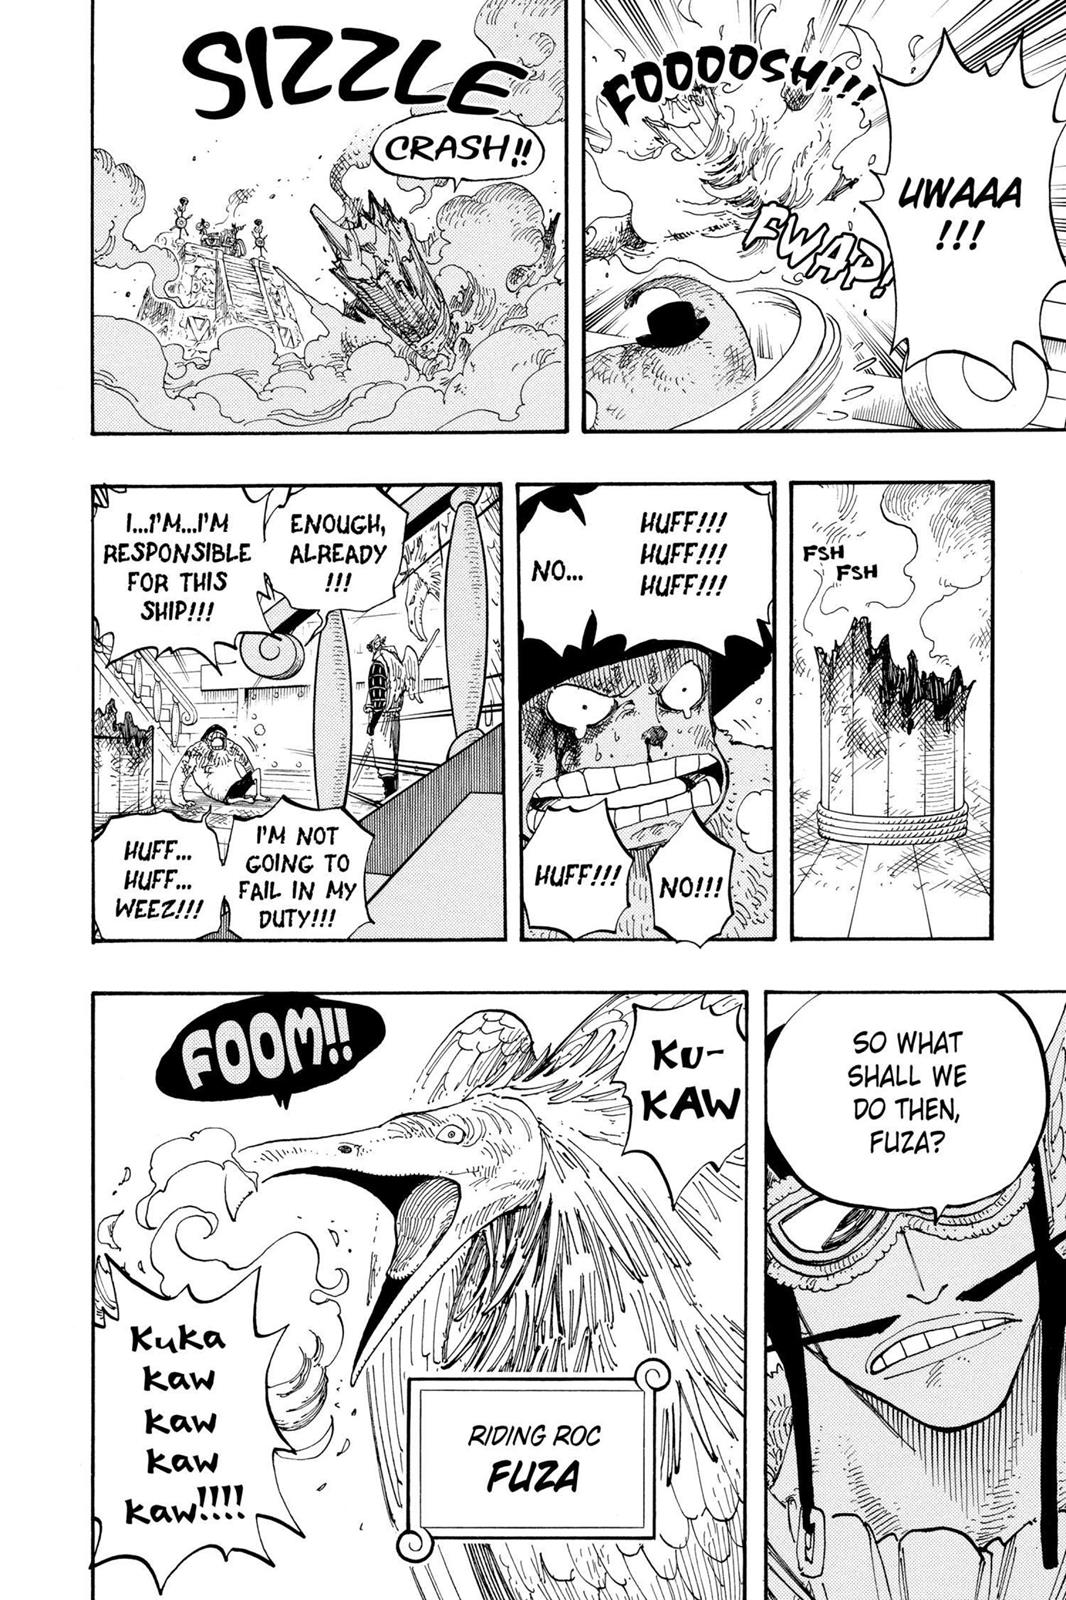 FOOOOOSH!!!
UWAAA
!!!
FWAP!
SIZZLE
CRASH!!
FSH
FSH
HUFF!!!
HUFF!!!
HUFF!!!
NO...
NO!!!
HUFF!!!
ENOUGH,
ALREADY
!!!
I...I'M...I'M
RESPONSIBLE
FOR THIS
SHIP!!!
I'M NOT
GOING TO
FAIL IN MY
DUTY!!!
HUFF...
HUFF...
WEEZ!!!
SO WHAT
SHALL WE
DO THEN,
FUZA?
KU-
KAW
FOOM!!
KUKA
KAW
KAW
KAW
KAW!!!!
RIDING ROC
FUZA